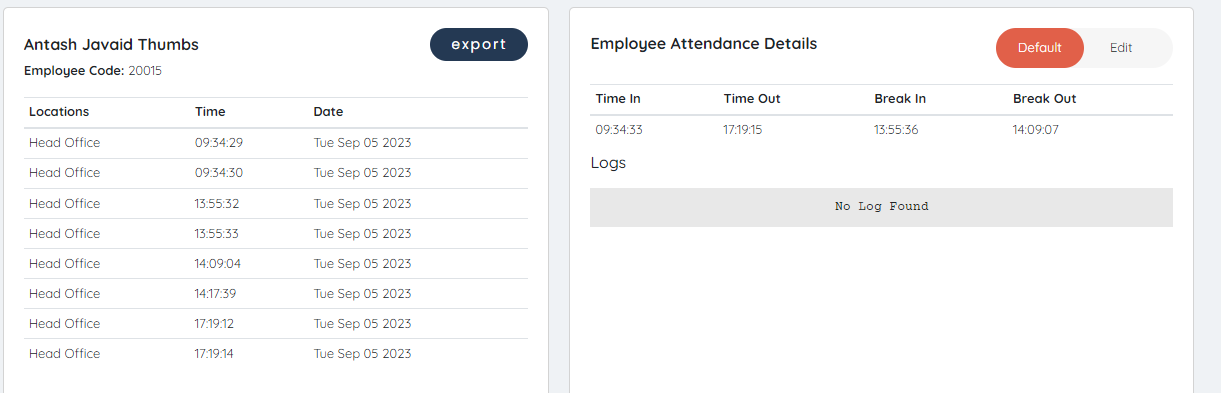 Antash Javaid Thumbs
export
Employee Code: 20015
Locations Time Date
Head Office 09:34:29 Tue Sep 05 2023
Head Office 09:34:30 Tue Sep 05 2023
Head Office 13:55:32 Tue Sep 05 2023
Head Office 13:55:33 Tue Sep 05 2023
Head Office 14:09:04 Tue Sep 05 2023
Head Office 14:17:39 Tue Sep 05 2023
Head Office 17:19:12 Tue Sep 05 2023
Head Office 17:19:14 Tue Sep 05 2023
Employee Attendance Details
Default Edit
Time In Time Out Break In Break Out
09:34:33 17:19:15 13:55:36 14:09:07
Logs
No Log Found